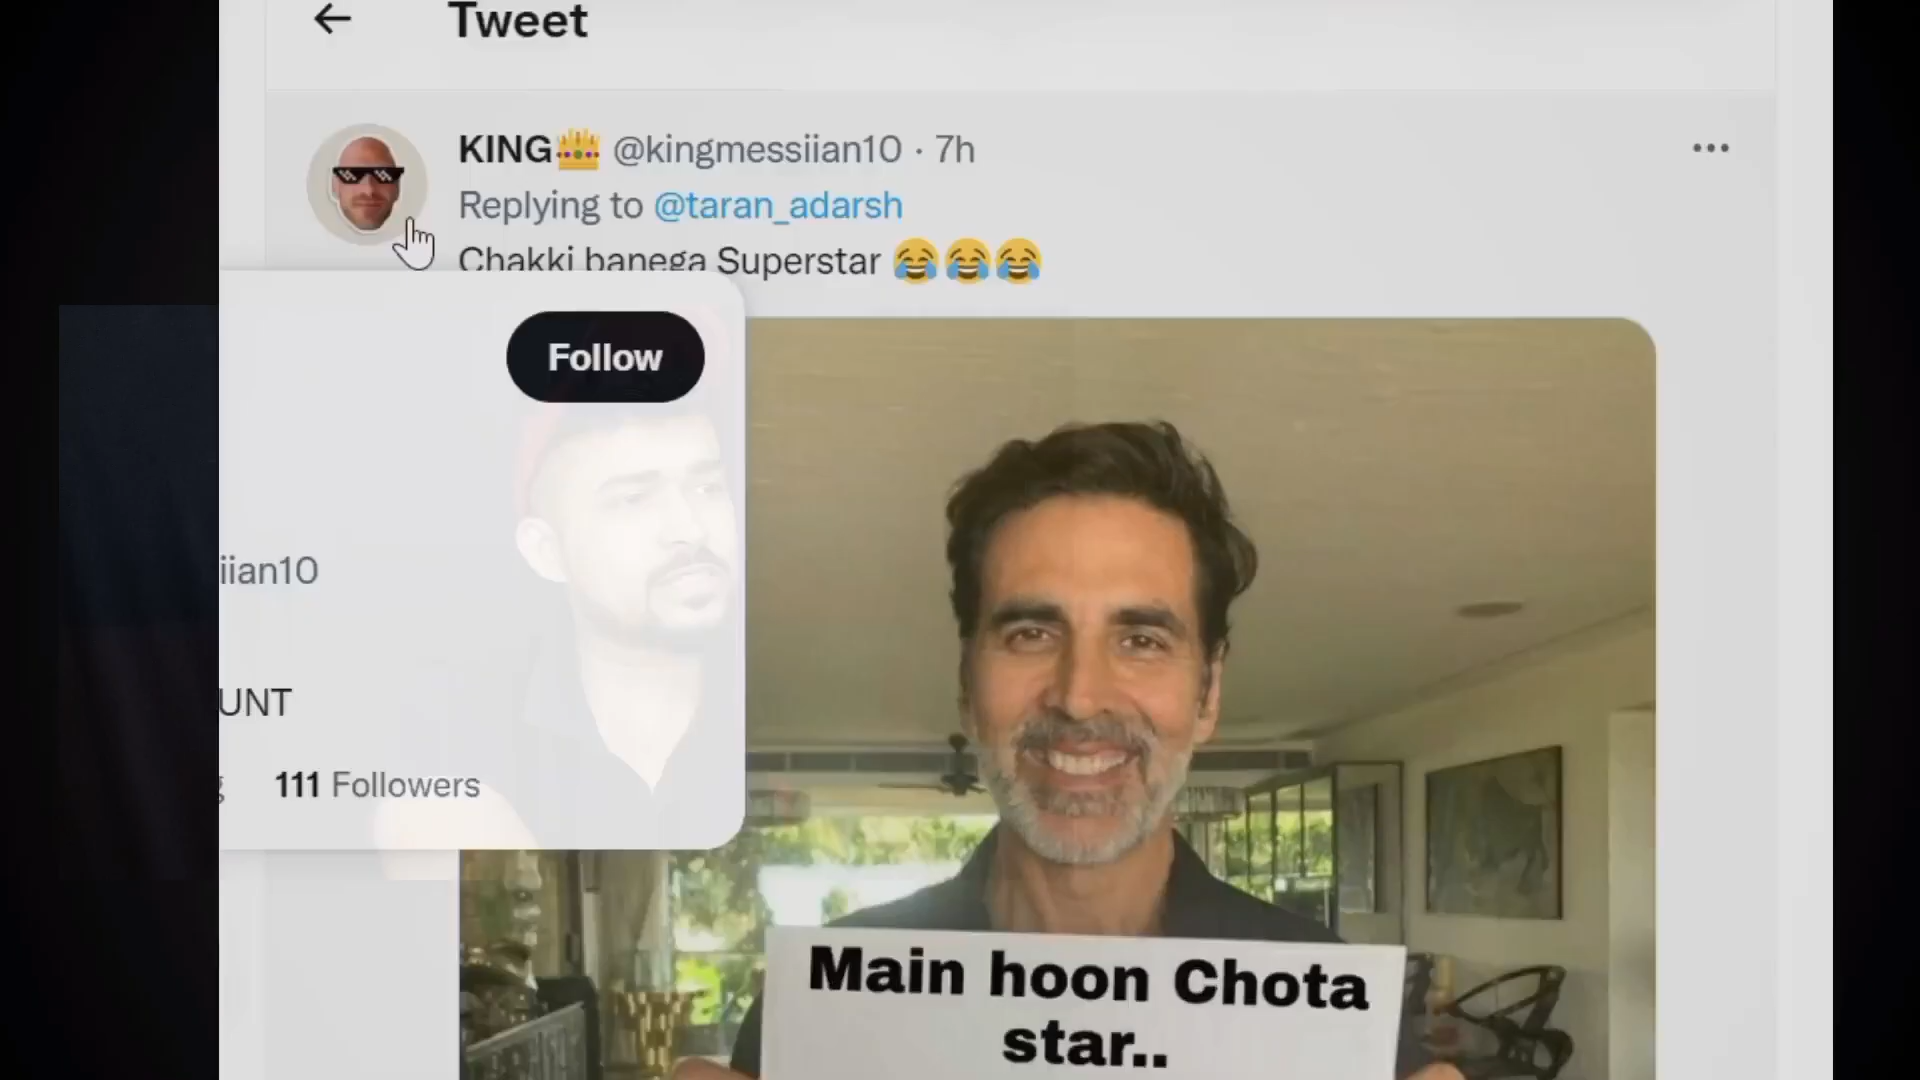 Tweet
KING👑 @kingmessiian10 · 7h
Replying to @taran_adarsh
Chakki banega Superstar 😂😂😂
Follow
iian10
UNT
111 Followers
Main hoon Chota
star..